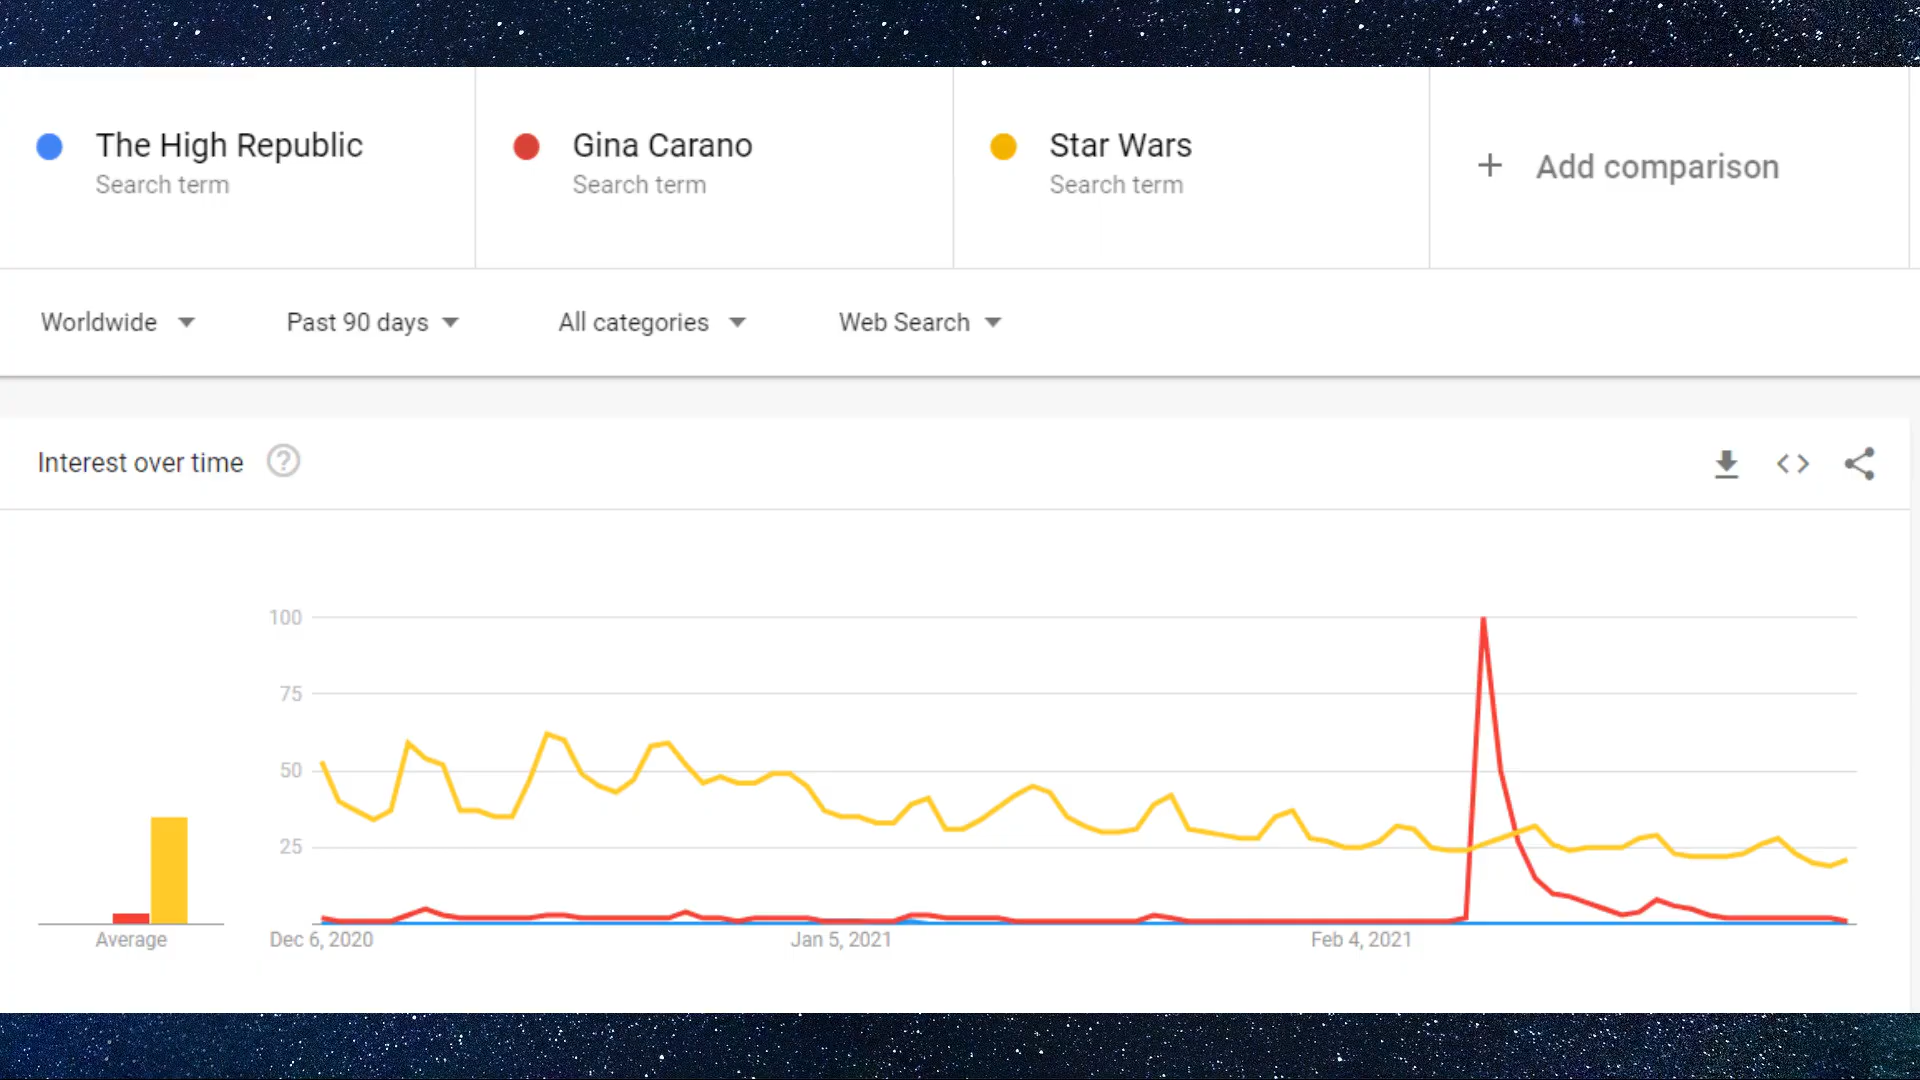 The High Republic
Search term
Gina Carano
Search term
Star Wars
Search term
+ Add comparison
Worldwide
Past 90 days
All categories
Web Search
Interest over time ?
100
75
50
25
Average
Dec 6, 2020
Jan 5, 2021
Feb 4, 2021